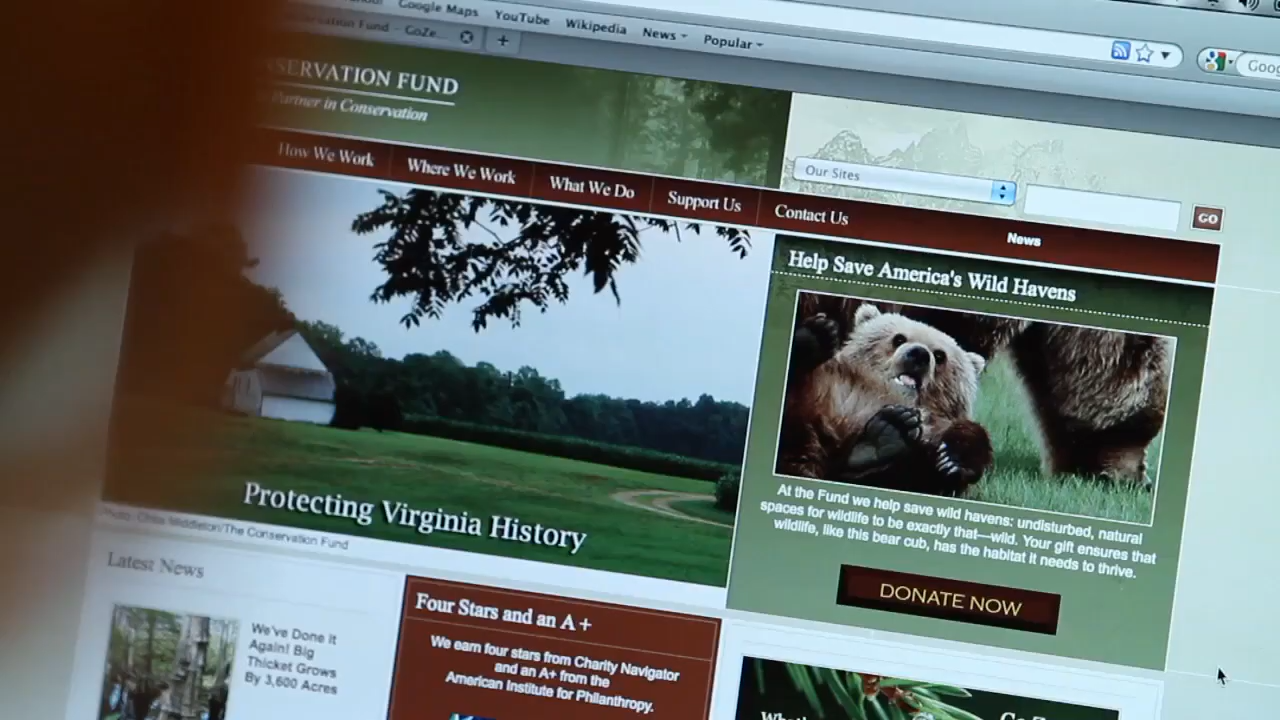 Google Maps YouTube Wikipedia News Popular
servation Fund - GoZe...
Goog
SERVATION FUND
Partner in Conservation
Our Sites
GO
How We Work Where We Work What We Do Support Us Contact Us
News
Help Save America's Wild Havens
At the Fund we help save wild havens: undisturbed, natural
spaces for wildlife to be exactly that—wild. Your gift ensures that
wildlife, like this bear cub, has the habitat it needs to thrive.
DONATE NOW
Protecting Virginia History
Photo: Chris Middleton/The Conservation Fund
Latest News
We've Done It
Again! Big
Thicket Grows
By 3,600 Acres
Four Stars and an A+
We earn four stars from Charity Navigator
and an A+ from the
American Institute for Philanthropy.